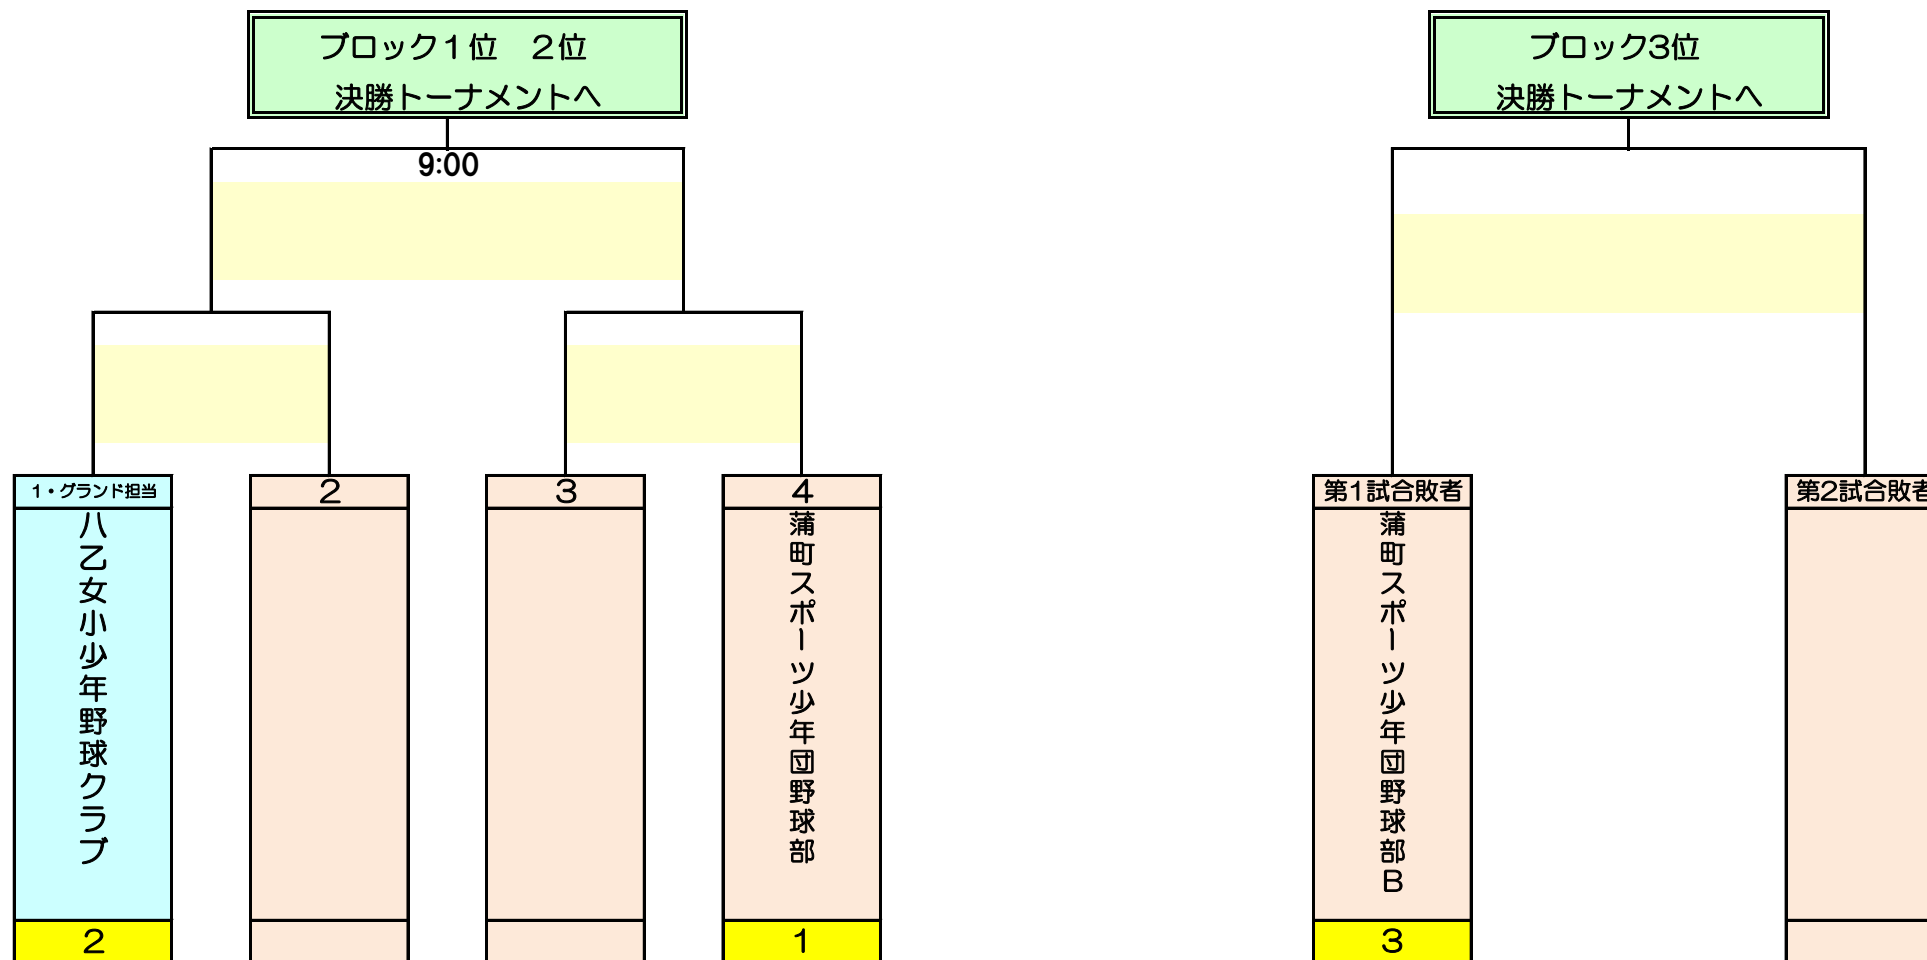 ブロック１位　２位
決勝トーナメントへ
ブロック3位
決勝トーナメントへ
9:00
1・グランド担当
2
3
4
第1試合敗者
第2試合敗者
八乙女小少年野球クラブ
蒲町スポーツ少年団野球部
蒲町スポーツ少年団野球部B
2
1
3